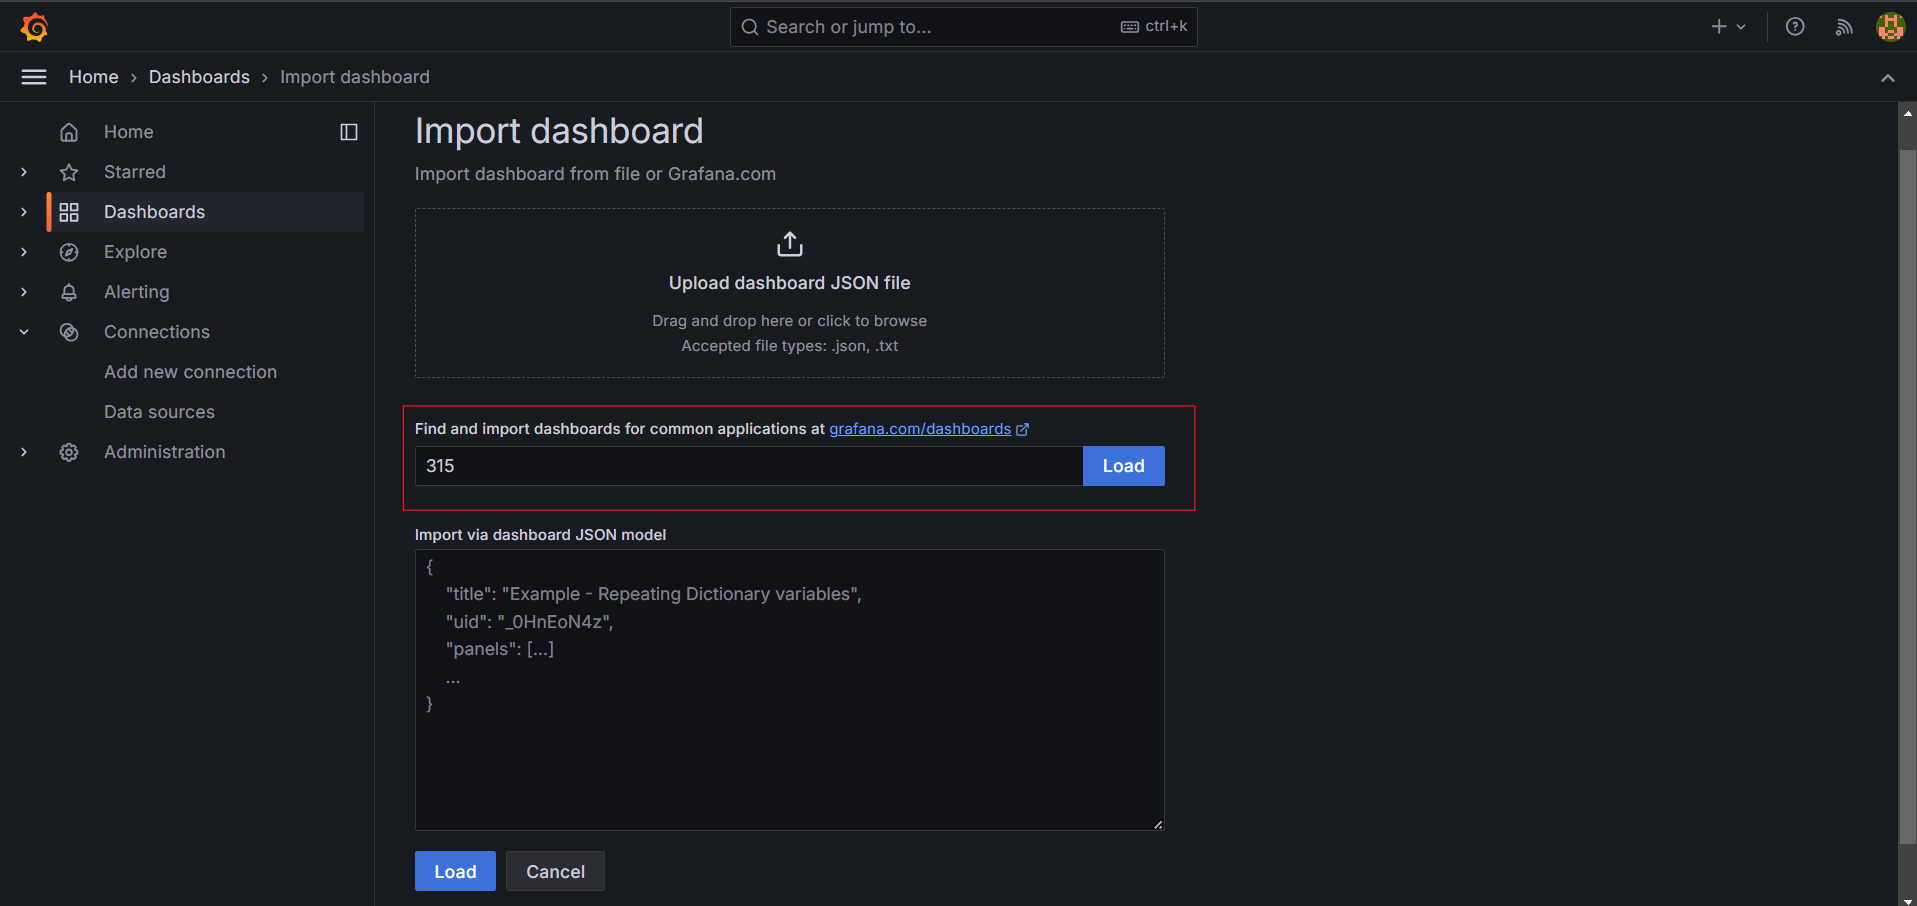 Search or jump to...
ctrl+k
Home › Dashboards › Import dashboard
Home
Starred
Dashboards
Explore
Alerting
Connections
Add new connection
Data sources
Administration
Import dashboard
Import dashboard from file or Grafana.com
Upload dashboard JSON file
Drag and drop here or click to browse
Accepted file types: .json, .txt
Find and import dashboards for common applications at grafana.com/dashboards
315
Load
Import via dashboard JSON model
{
"title": "Example - Repeating Dictionary variables",
"uid": "_0HnEoN4z",
"panels": [...]
...
}
Load
Cancel